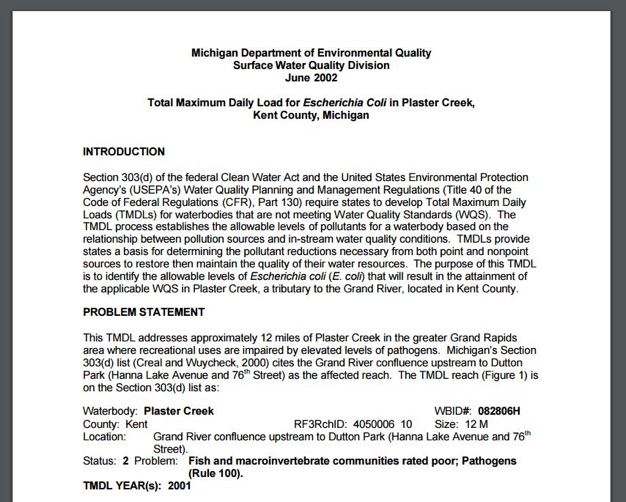 Michigan Department of Environmental Quality
Surface Water Quality Division
June 2002
Total Maximum Daily Load for Escherichia Coli in Plaster Creek,
Kent County, Michigan
INTRODUCTION
Section 303(d) of the federal Clean Water Act and the United States Environmental Protection
Agency's (USEPA's) Water Quality Planning and Management Regulations (Title 40 of the
Code of Federal Regulations (CFR), Part 130) require states to develop Total Maximum Daily
Loads (TMDLs) for waterbodies that are not meeting Water Quality Standards (WQS). The
TMDL process establishes the allowable levels of pollutants for a waterbody based on the
relationship between pollution sources and in-stream water quality conditions. TMDLs provide
states a basis for determining the pollutant reductions necessary from both point and nonpoint
sources to restore then maintain the quality of their water resources. The purpose of this TMDL
is to identify the allowable levels of Escherichia coli (E. coli) that will result in the attainment of
the applicable WQS in Plaster Creek, a tributary to the Grand River, located in Kent County.
PROBLEM STATEMENT
This TMDL addresses approximately 12 miles of Plaster Creek in the greater Grand Rapids
area where recreational uses are impaired by elevated levels of pathogens. Michigan's Section
303(d) list (Creal and Wuycheck, 2000) cites the Grand River confluence upstream to Dutton
Park (Hanna Lake Avenue and 76th Street) as the affected reach. The TMDL reach (Figure 1) is
on the Section 303(d) list as:
Waterbody: Plaster Creek WBID#: 082806H
County: Kent RF3RchID: 4050006 10 Size: 12 M
Location: Grand River confluence upstream to Dutton Park (Hanna Lake Avenue and 76th
Street).
Status: 2 Problem: Fish and macroinvertebrate communities rated poor; Pathogens
(Rule 100).
TMDL YEAR(s): 2001